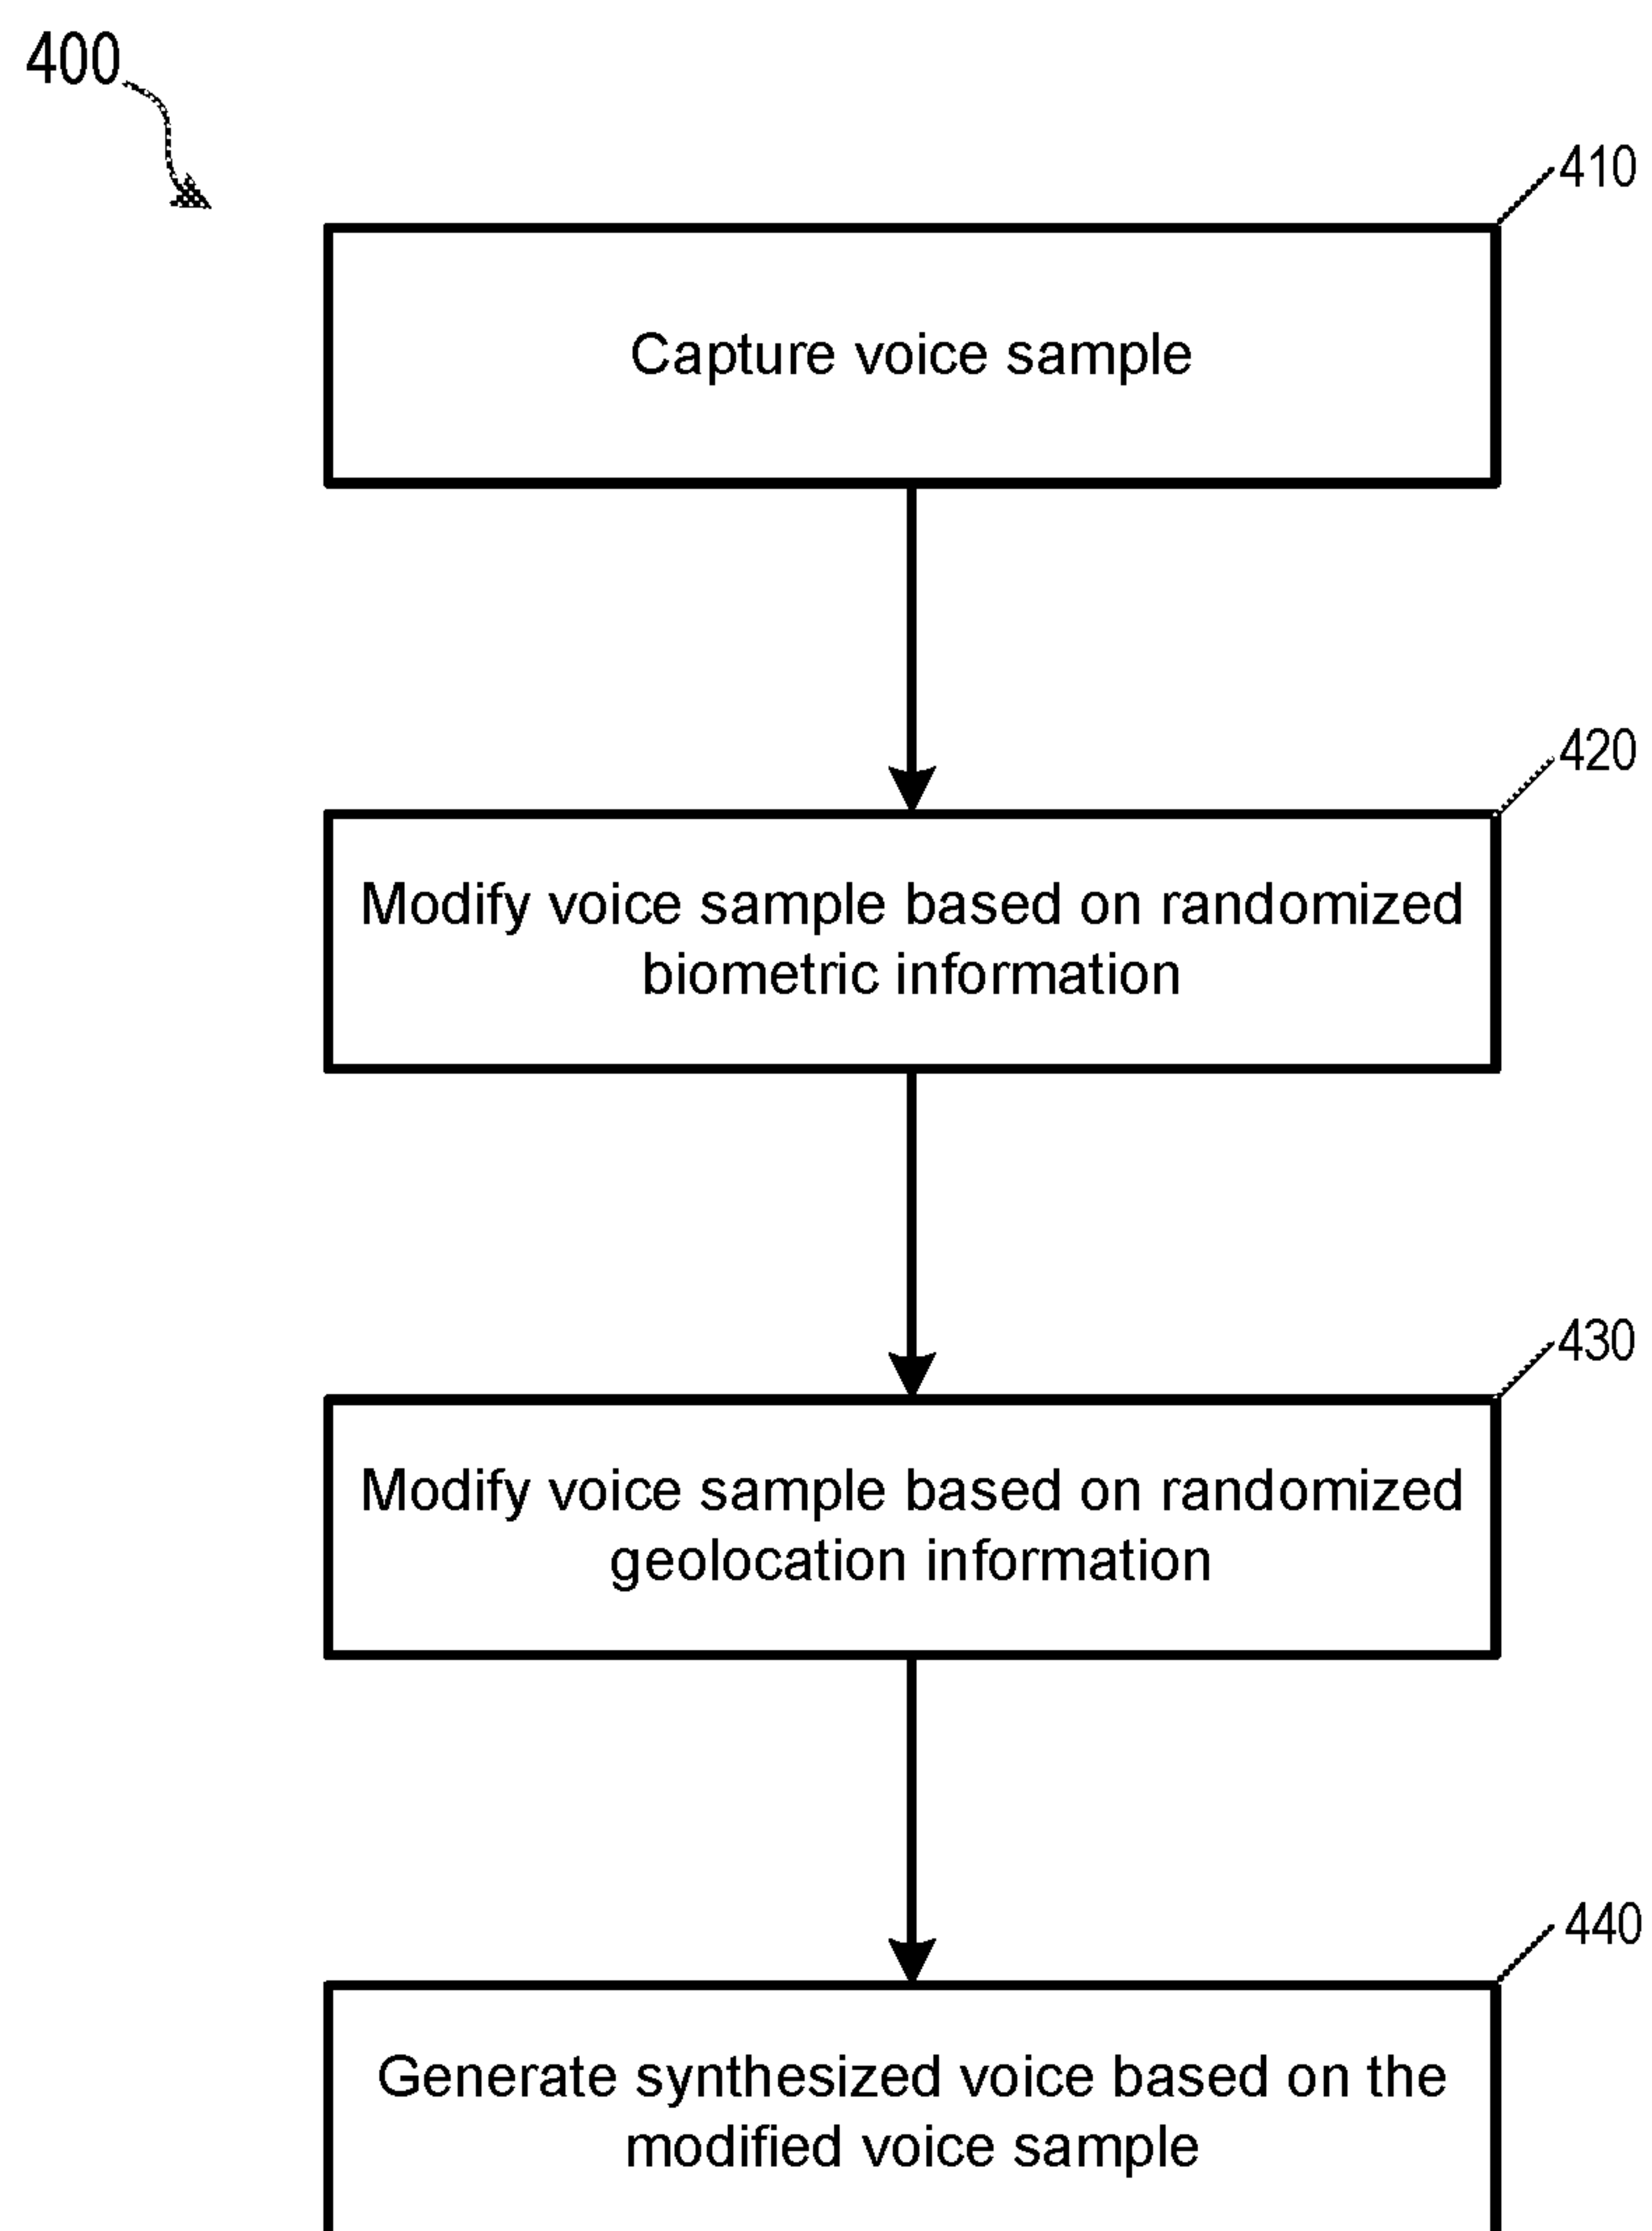 400
410
Capture voice sample
420
Modify voice sample based on randomized
biometric information
430
Modify voice sample based on randomized
geolocation information
440
Generate synthesized voice based on the
modified voice sample